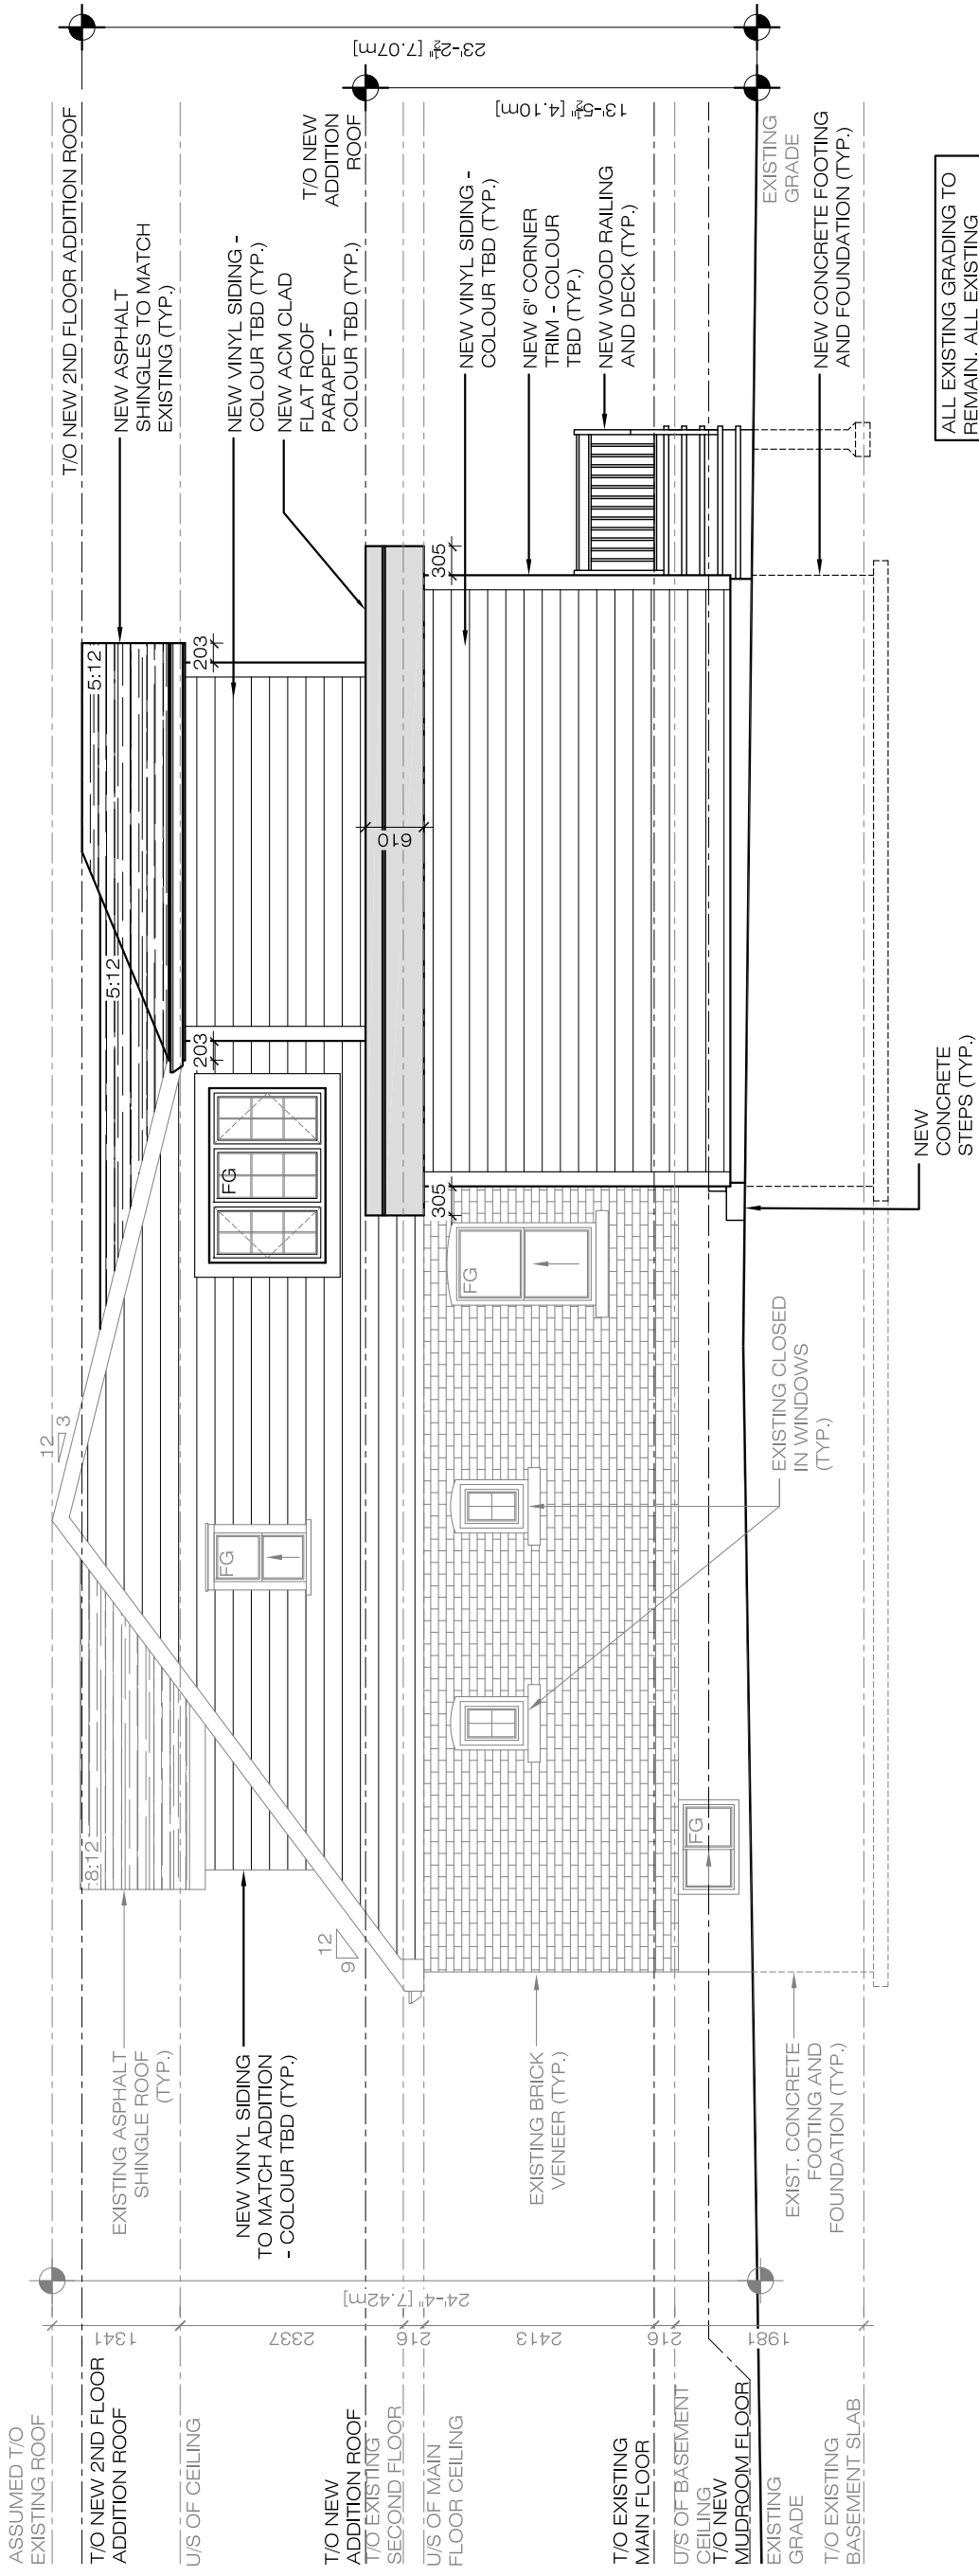 ASSUMED T/O
EXISTING ROOF
T/O NEW 2ND FLOOR
ADDITION ROOF
U/S OF CEILING
T/O NEW
ADDITION ROOF
T/O EXISTING
SECOND FLOOR
U/S OF MAIN
FLOOR CEILING
T/O EXISTING
MAIN FLOOR
U/S OF BASEMENT
CEILING
T/O NEW
MUDROOM FLOOR
EXISTING
GRADE
T/O EXISTING
BASEMENT SLAB
1341
2337
216
2413
216
1981
24'-4" [7.42m]
EXISTING ASPHALT
SHINGLE ROOF
(TYP.)
NEW VINYL SIDING
TO MATCH ADDITION
- COLOUR TBD (TYP.)
EXISTING BRICK
VENEER (TYP.)
EXIST. CONCRETE
FOOTING AND
FOUNDATION (TYP.)
8:12
12
9
12
3
FG
FG
FG
FG
EXISTING CLOSED
IN WINDOWS
(TYP.)
5:12
5:12
203
203
305
305
610
NEW
CONCRETE
STEPS (TYP.)
T/O NEW 2ND FLOOR ADDITION ROOF
NEW ASPHALT
SHINGLES TO MATCH
EXISTING (TYP.)
NEW VINYL SIDING -
COLOUR TBD (TYP.)
NEW ACM CLAD
FLAT ROOF
PARAPET -
COLOUR TBD (TYP.)
T/O NEW
ADDITION
ROOF
NEW VINYL SIDING -
COLOUR TBD (TYP.)
NEW 6" CORNER
TRIM - COLOUR
TBD (TYP.)
NEW WOOD RAILING
AND DECK (TYP.)
EXISTING
GRADE
NEW CONCRETE FOOTING
AND FOUNDATION (TYP.)
23'-2½" [7.07m]
13'-5½" [4.10m]
ALL EXISTING GRADING TO
REMAIN. ALL EXISTING